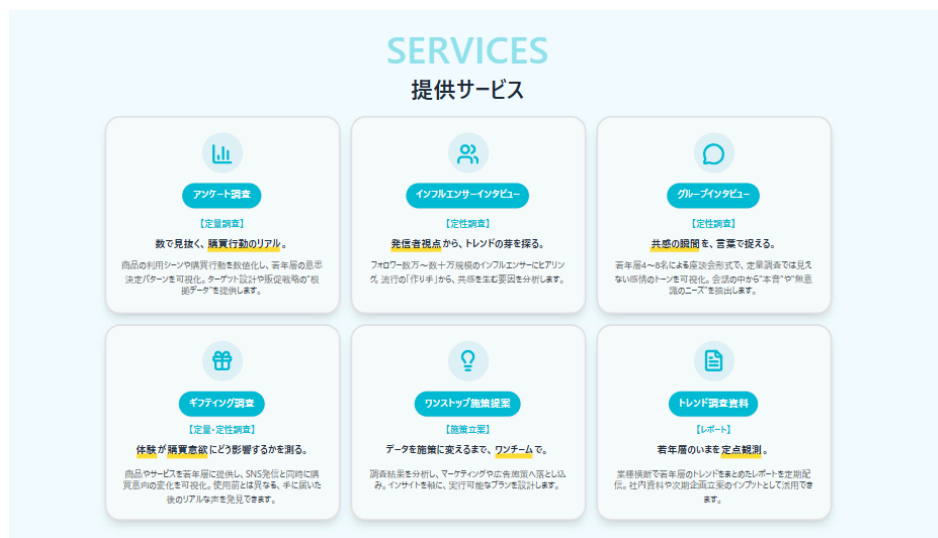 SERVICES
提供サービス
アンケート調査
【定量調査】
数で見抜く、購買行動のリアル。
商品の利用シーンや購買行動を数値化し、若年層の意思
決定パターンを可視化。ターゲット設計や販促戦略の"根
拠データ"を提供します。
インフルエンサーインタビュー
【定性調査】
発信者視点から、トレンドの芽を探る。
フォロワー数万〜数十万規模のインフルエンサーにヒアリン
グ。流行の「作り手」から、共感を生む要因を分析します。
グループインタビュー
【定性調査】
共感の瞬間を、言葉で捉える。
若年層4〜8名による座談会形式で、定量調査では見え
ない感情のトーンを可視化。会話の中から"本音"や"無意
識のニーズ"を抽出します。
ギフティング調査
【定量・定性調査】
体験が購買意欲にどう影響するかを測る。
商品やサービスを若年層に提供し、SNS発信と同時に購
買意向の変化を可視化。使用前とは異なる、手に届いた
後のリアルな声を発見できます。
ワンストップ施策提案
【施策立案】
データを施策に変えるまで、ワンチームで。
調査結果を分析し、マーケティングや広告施策へ落とし込
み。インサイトを軸に、実行可能なプランを設計します。
トレンド調査資料
【レポート】
若年層のいまを定点観測。
業種横断で若年層のトレンドをまとめたレポートを定期配
信。社内資料や次期企画立案のインプットとして活用でき
ます。